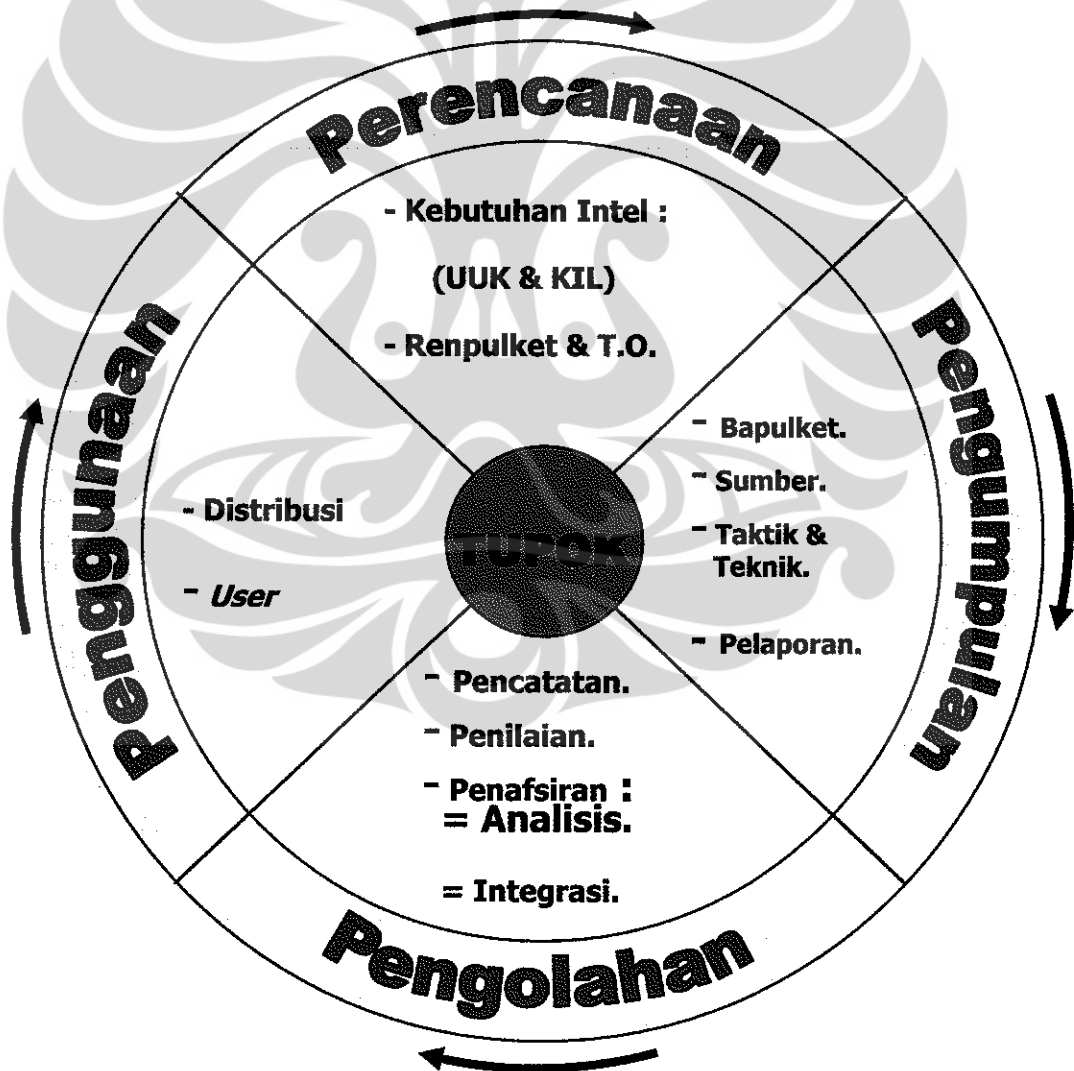 Perencanaan
- Kebutuhan Intel :
(UUK & KIL)
- Renpulket & T.O.
Pengumpulan
- Bapulket.
- Sumber.
- Taktik &
Teknik.
- Pelaporan.
Pengolahan
- Pencatatan.
- Penilaian.
- Penafsiran :
= Analisis.
= Integrasi.
Penggunaan
- Distribusi
- User
TUPOK